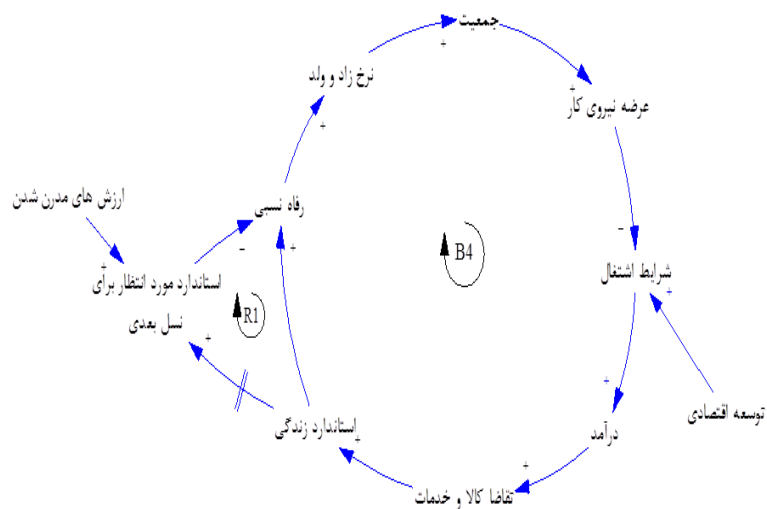 جمعیت
نرخ زاد و ولد
+
+
عرضه نیروی کار
+
ارزش های مدرن شدن
رفاه نسبی
-
+
+
B4
-
شرایط اشتغال
+
+
استاندارد مورد انتظار برای
نسل بعدی
+
R1
توسعه اقتصادی
+
درآمد
استاندارد زندگی
+
+
تقاضا کالا و خدمات